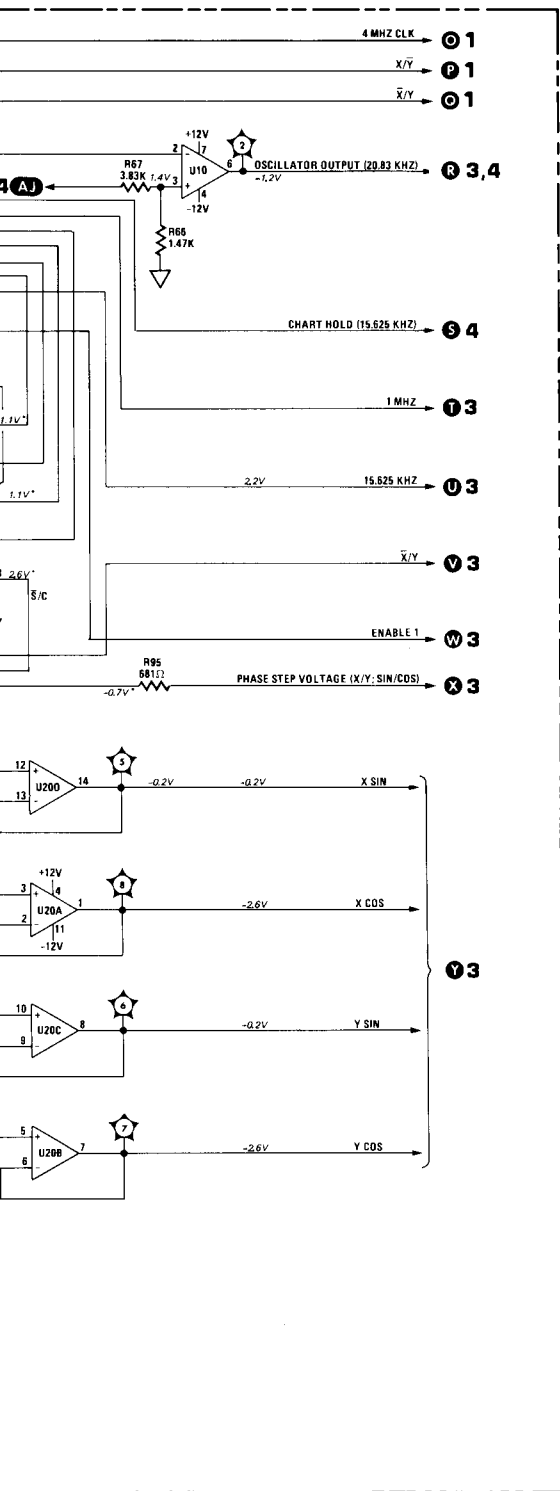 4 MHZ CLK O 1
X/Y̅ P 1
X̅/Y Q 1
+12V
2 7 2
R67 U10 6 OSCILLATOR OUTPUT (20.83 KHZ) R 3,4
3.83K 1.4V 3 -1.2V
4 AJ 4
-12V
R66
1.47K
CHART HOLD (15.625 KHZ) S 4
1 MHZ T 3
1.1V*
2.2V 15.625 KHZ U 3
1.1V*
X̅/Y V 3
2.6V*
S̅/C
ENABLE 1 W 3
R95
681Ω PHASE STEP VOLTAGE (X/Y; SIN/COS) X 3
-0.7V*
5
12 U20D 14 -0.2V -0.2V X SIN
13
+12V 8
3 4
U20A 1 -2.6V X COS
2 11
-12V
Y 3
6
10 U20C 8 -0.2V Y SIN
9
7
5 U20B 7 -2.6V Y COS
6